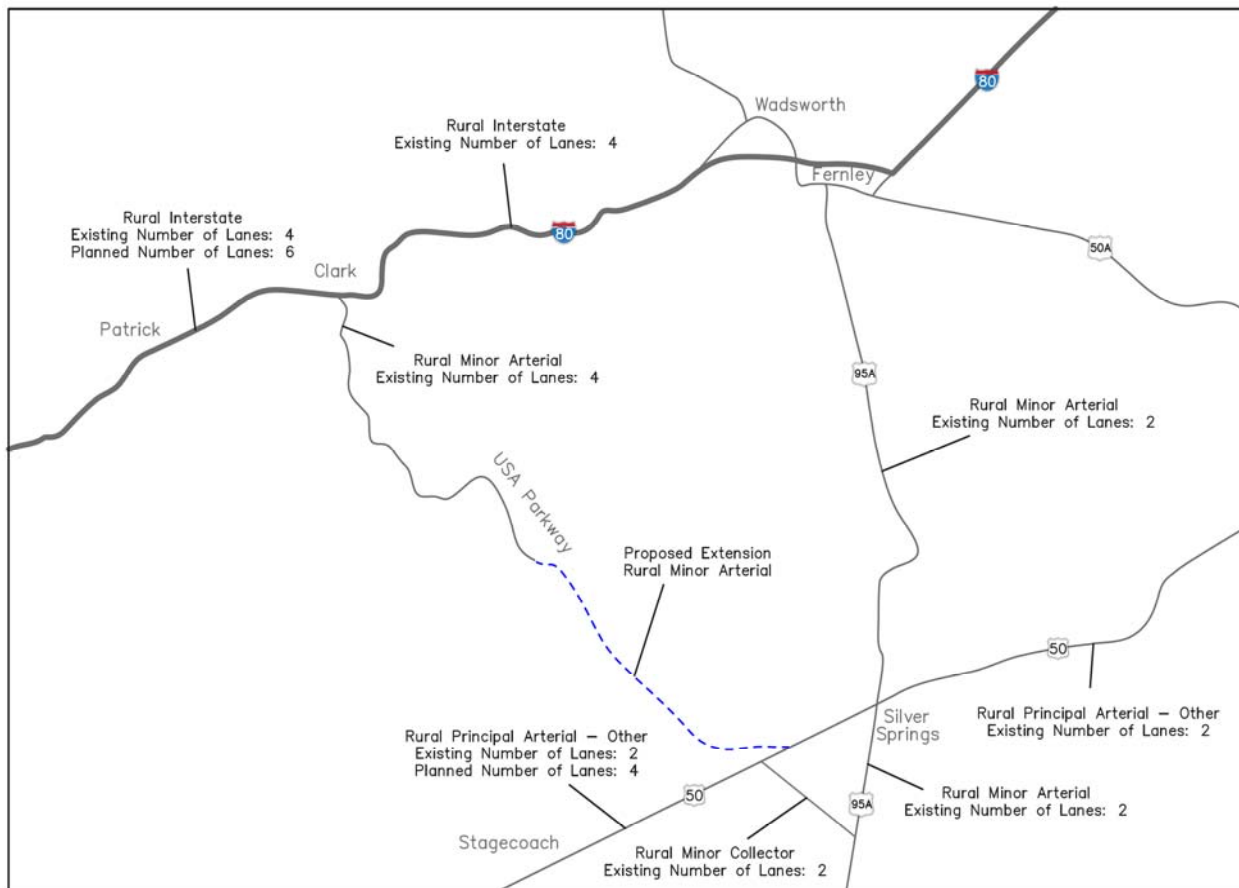 80
Wadsworth
Rural Interstate
Existing Number of Lanes: 4
Fernley
Rural Interstate
Existing Number of Lanes: 4
Planned Number of Lanes: 6
80
50A
Clark
Patrick
Rural Minor Arterial
Existing Number of Lanes: 4
95A
Rural Minor Arterial
Existing Number of Lanes: 2
USA Parkway
Proposed Extension
Rural Minor Arterial
50
Silver
Springs
Rural Principal Arterial – Other
Existing Number of Lanes: 2
Rural Principal Arterial – Other
Existing Number of Lanes: 2
Planned Number of Lanes: 4
50
95A
Rural Minor Arterial
Existing Number of Lanes: 2
Stagecoach
Rural Minor Collector
Existing Number of Lanes: 2